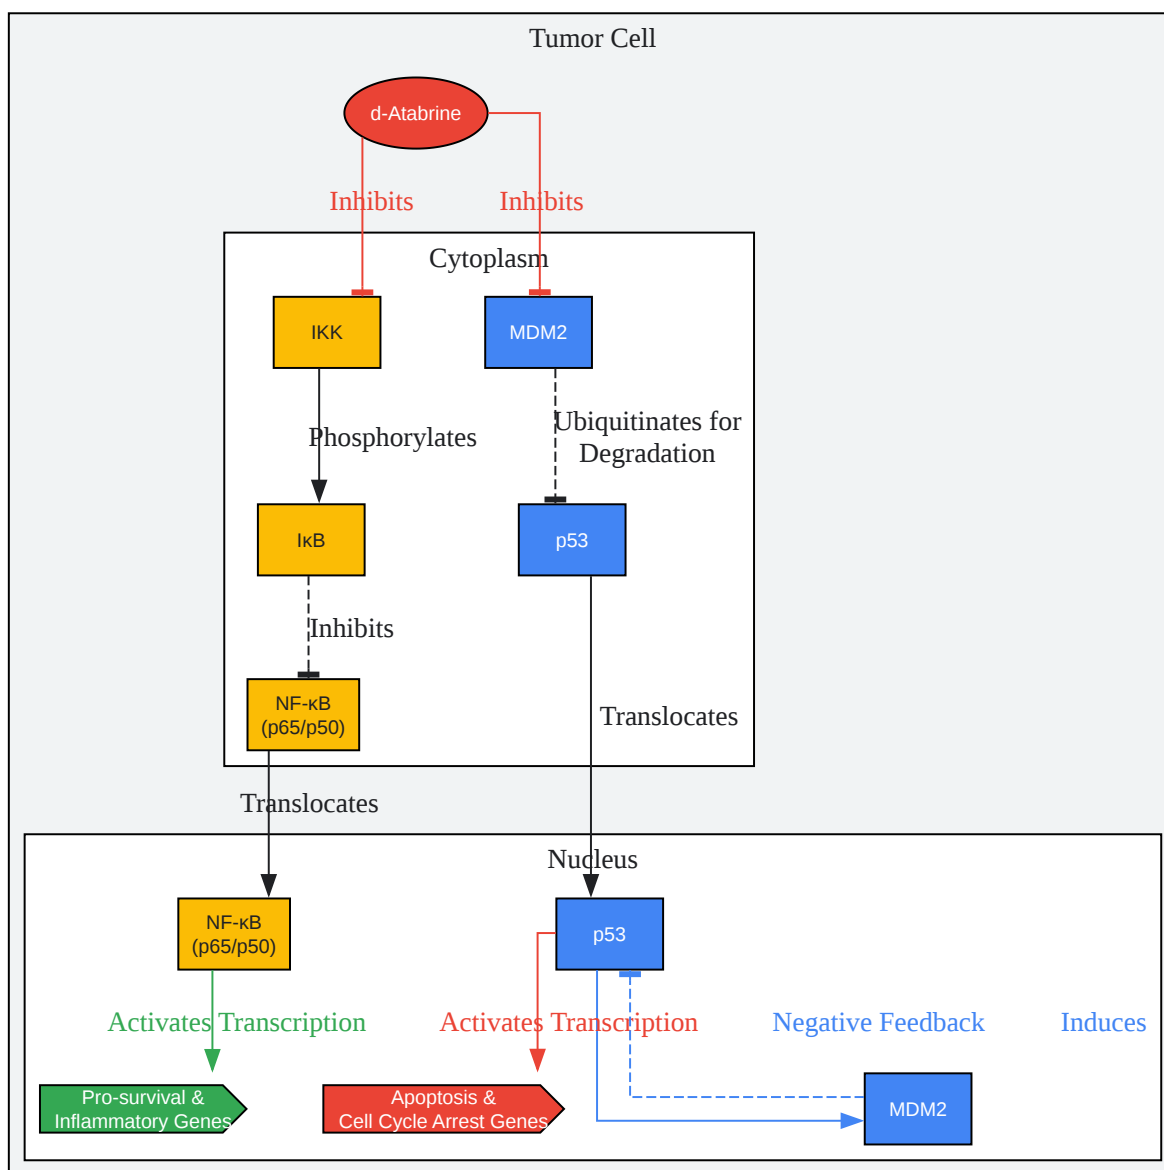 Tumor Cell
d-Atabrine
Inhibits
Inhibits
Cytoplasm
IKK
MDM2
Phosphorylates
Ubiquitinates for
Degradation
IκB
p53
Inhibits
NF-κB
(p65/p50)
Translocates
Translocates
Nucleus
NF-κB
(p65/p50)
p53
Activates Transcription
Activates Transcription
Negative Feedback
Induces
Pro-survival &
Inflammatory Genes
Apoptosis &
Cell Cycle Arrest Genes
MDM2